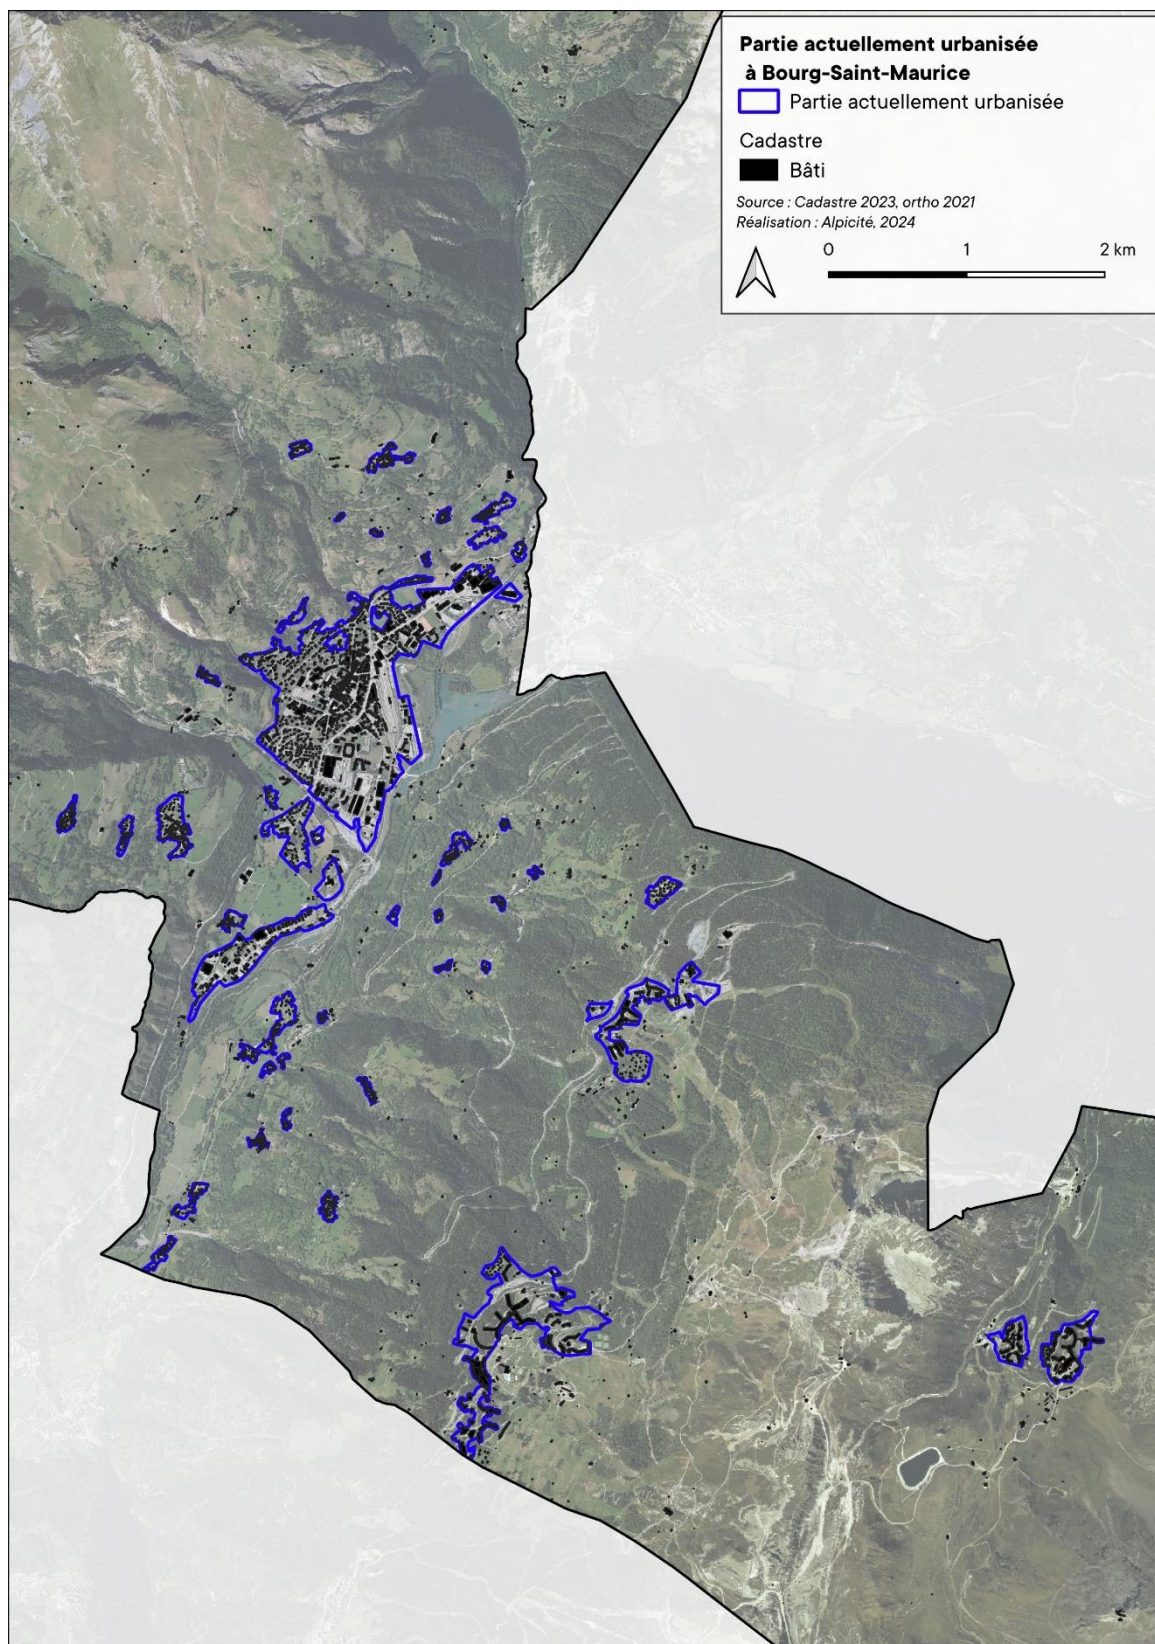 Partie actuellement urbanisée
à Bourg-Saint-Maurice
Partie actuellement urbanisée
Cadastre
Bâti
Source : Cadastre 2023, ortho 2021
Réalisation : Alpicité, 2024
0 1 2 km